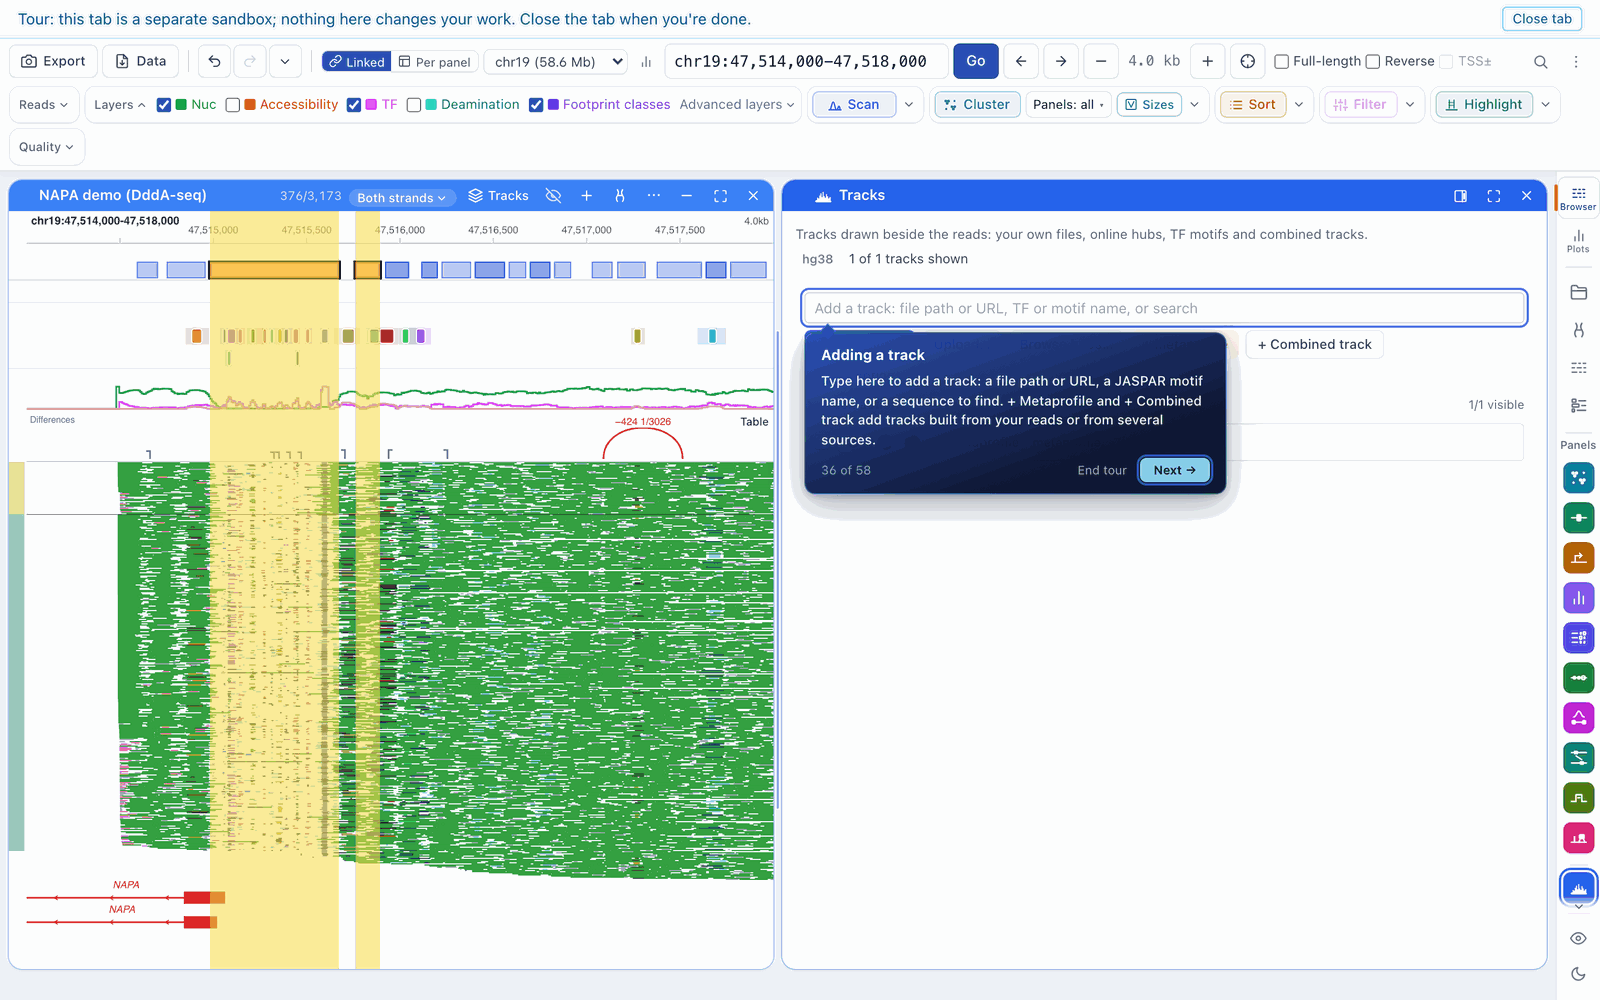 Tour: this tab is a separate sandbox; nothing here changes your work. Close the tab when you're done.
Close tab
Export
Data
Linked
Per panel
chr19 (58.6 Mb)
chr19:47,514,000–47,518,000
Go
4.0 kb
Full-length
Reverse
TSS±
Reads
Layers
Nuc
Accessibility
TF
Deamination
Footprint classes
Advanced layers
Scan
Cluster
Panels: all
Sizes
Sort
Filter
Highlight
Quality
NAPA demo (DddA-seq)
376/3,173
Both strands
Tracks
chr19:47,514,000-47,518,000
4.0kb
47,515,000
47,515,500
47,516,000
47,516,500
47,517,000
47,517,500
Differences
−424 1/3026
Table
NAPA
NAPA
Tracks
Tracks drawn beside the reads: your own files, online hubs, TF motifs and combined tracks.
hg38
1 of 1 tracks shown
Add a track: file path or URL, TF or motif name, or search
+ Combined track
Adding a track
Type here to add a track: a file path or URL, a JASPAR motif
name, or a sequence to find. + Metaprofile and + Combined
track add tracks built from your reads or from several
sources.
36 of 58
End tour
Next →
1/1 visible
Browser
Plots
Panels